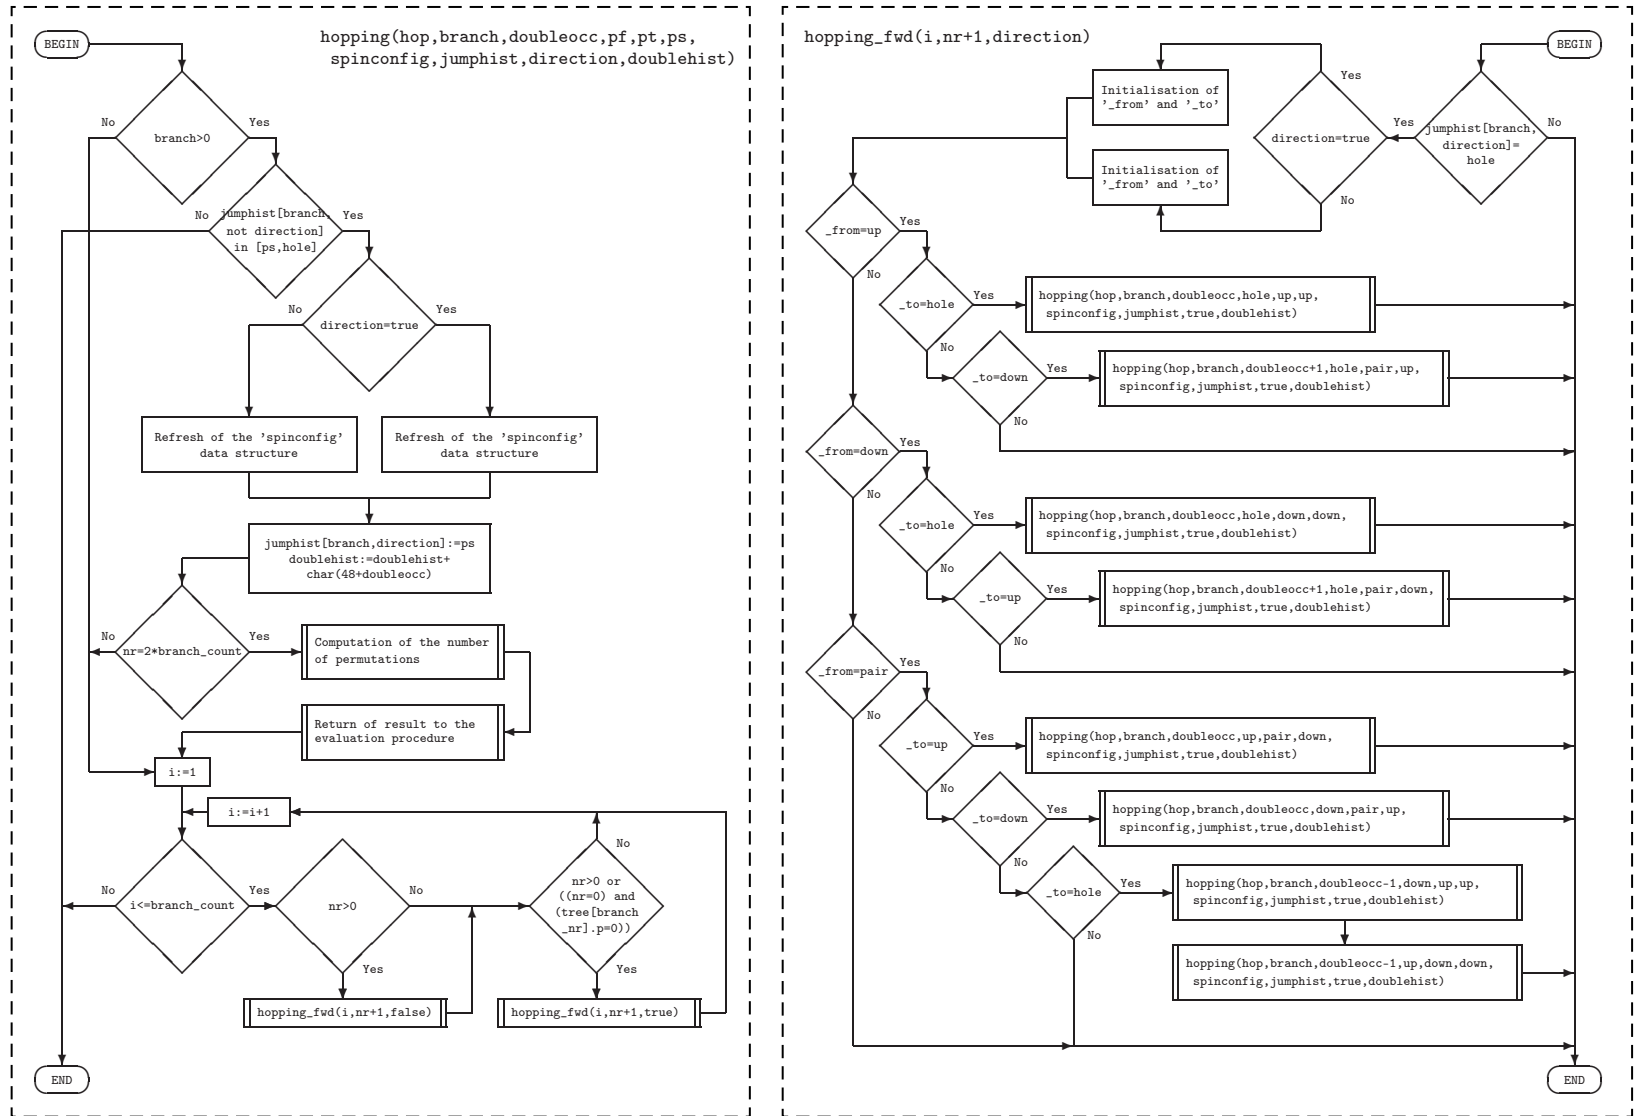 hopping(hop,branch,doubleocc,pf,pt,ps,
spinconfig,jumphist,direction,doublehist)
BEGIN
branch>0
No
Yes
jumphist[branch,
not direction]
in [ps,hole]
No
Yes
direction=true
No
Yes
Refresh of the 'spinconfig'
data structure
Refresh of the 'spinconfig'
data structure
jumphist[branch,direction]:=ps
doublehist:=doublehist+
char(48+doubleocc)
nr=2*branch_count
No
Yes
Computation of the number
of permutations
Return of result to the
evaluation procedure
i:=1
i:=i+1
i<=branch_count
No
Yes
nr>0
No
Yes
nr>0 or
((nr=0) and
(tree[branch
_nr].p=0))
No
Yes
hopping_fwd(i,nr+1,false)
hopping_fwd(i,nr+1,true)
END
hopping_fwd(i,nr+1,direction)
BEGIN
jumphist[branch,
direction]=
hole
Yes
No
direction=true
Yes
No
Initialisation of
'_from' and '_to'
Initialisation of
'_from' and '_to'
_from=up
Yes
No
_to=hole
Yes
No
hopping(hop,branch,doubleocc,hole,up,up,
spinconfig,jumphist,true,doublehist)
_to=down
Yes
No
hopping(hop,branch,doubleocc+1,hole,pair,up,
spinconfig,jumphist,true,doublehist)
_from=down
Yes
No
_to=hole
Yes
No
hopping(hop,branch,doubleocc,hole,down,down,
spinconfig,jumphist,true,doublehist)
_to=up
Yes
No
hopping(hop,branch,doubleocc+1,hole,pair,down,
spinconfig,jumphist,true,doublehist)
_from=pair
Yes
No
_to=up
Yes
No
hopping(hop,branch,doubleocc,up,pair,down,
spinconfig,jumphist,true,doublehist)
_to=down
Yes
No
hopping(hop,branch,doubleocc,down,pair,up,
spinconfig,jumphist,true,doublehist)
_to=hole
Yes
No
hopping(hop,branch,doubleocc-1,down,up,up,
spinconfig,jumphist,true,doublehist)
hopping(hop,branch,doubleocc-1,up,down,down,
spinconfig,jumphist,true,doublehist)
END